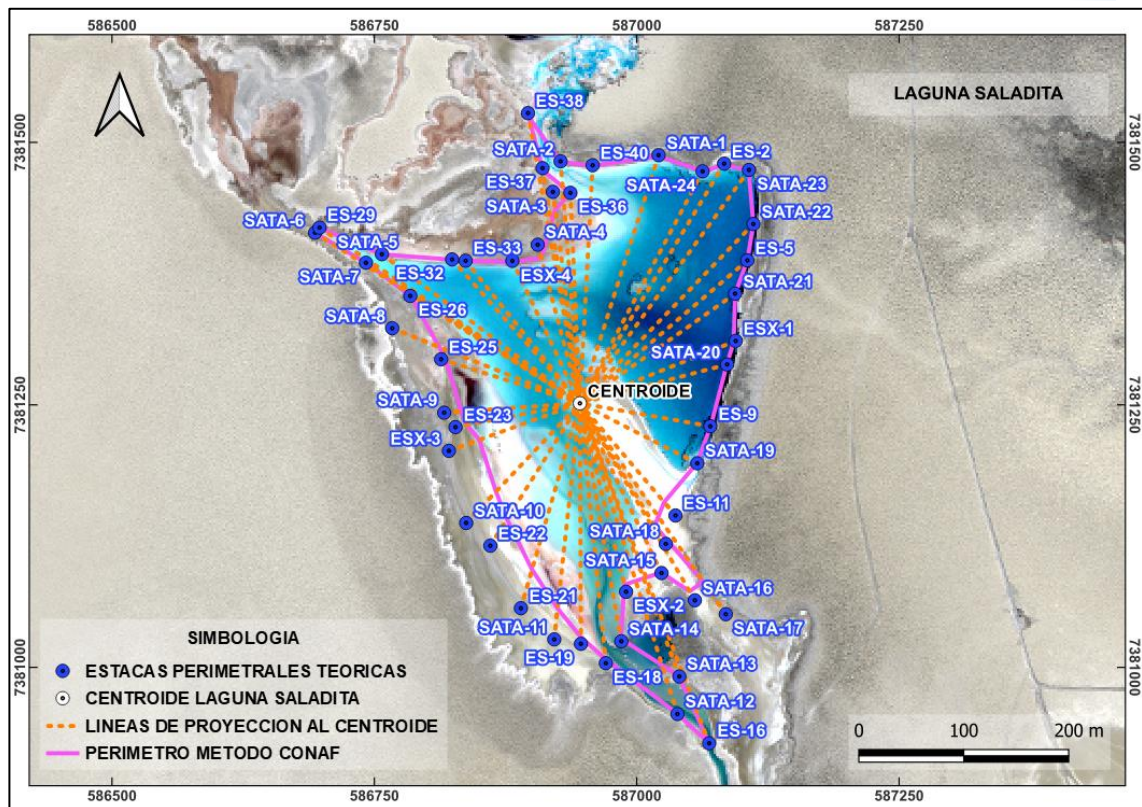 586500 586750 587000 587250
LAGUNA SALADITA
ES-38
7381500 7381500
SATA-1
SATA-2 ES-40 ES-2
ES-37 SATA-24 SATA-23
SATA-3 ES-36
SATA-6 ES-29 SATA-22
SATA-5 SATA-4
ES-33 ES-5
SATA-7 ES-32 ESX-4
SATA-21
ES-26
SATA-8 ESX-1
ES-25 SATA-20
CENTROIDE
7381250 7381250
SATA-9 ES-23 ES-9
ESX-3
SATA-19
SATA-10 ES-11
ES-22 SATA-18
SATA-15
ES-21 SATA-16
SATA-11 ESX-2 SATA-17
SATA-14
ES-19
ES-18 SATA-13
7381000 7381000
SATA-12
ES-16
SIMBOLOGIA
ESTACAS PERIMETRALES TEORICAS
CENTROIDE LAGUNA SALADITA
LINEAS DE PROYECCION AL CENTROIDE
PERIMETRO METODO CONAF
0 100 200 m
586500 586750 587000 587250